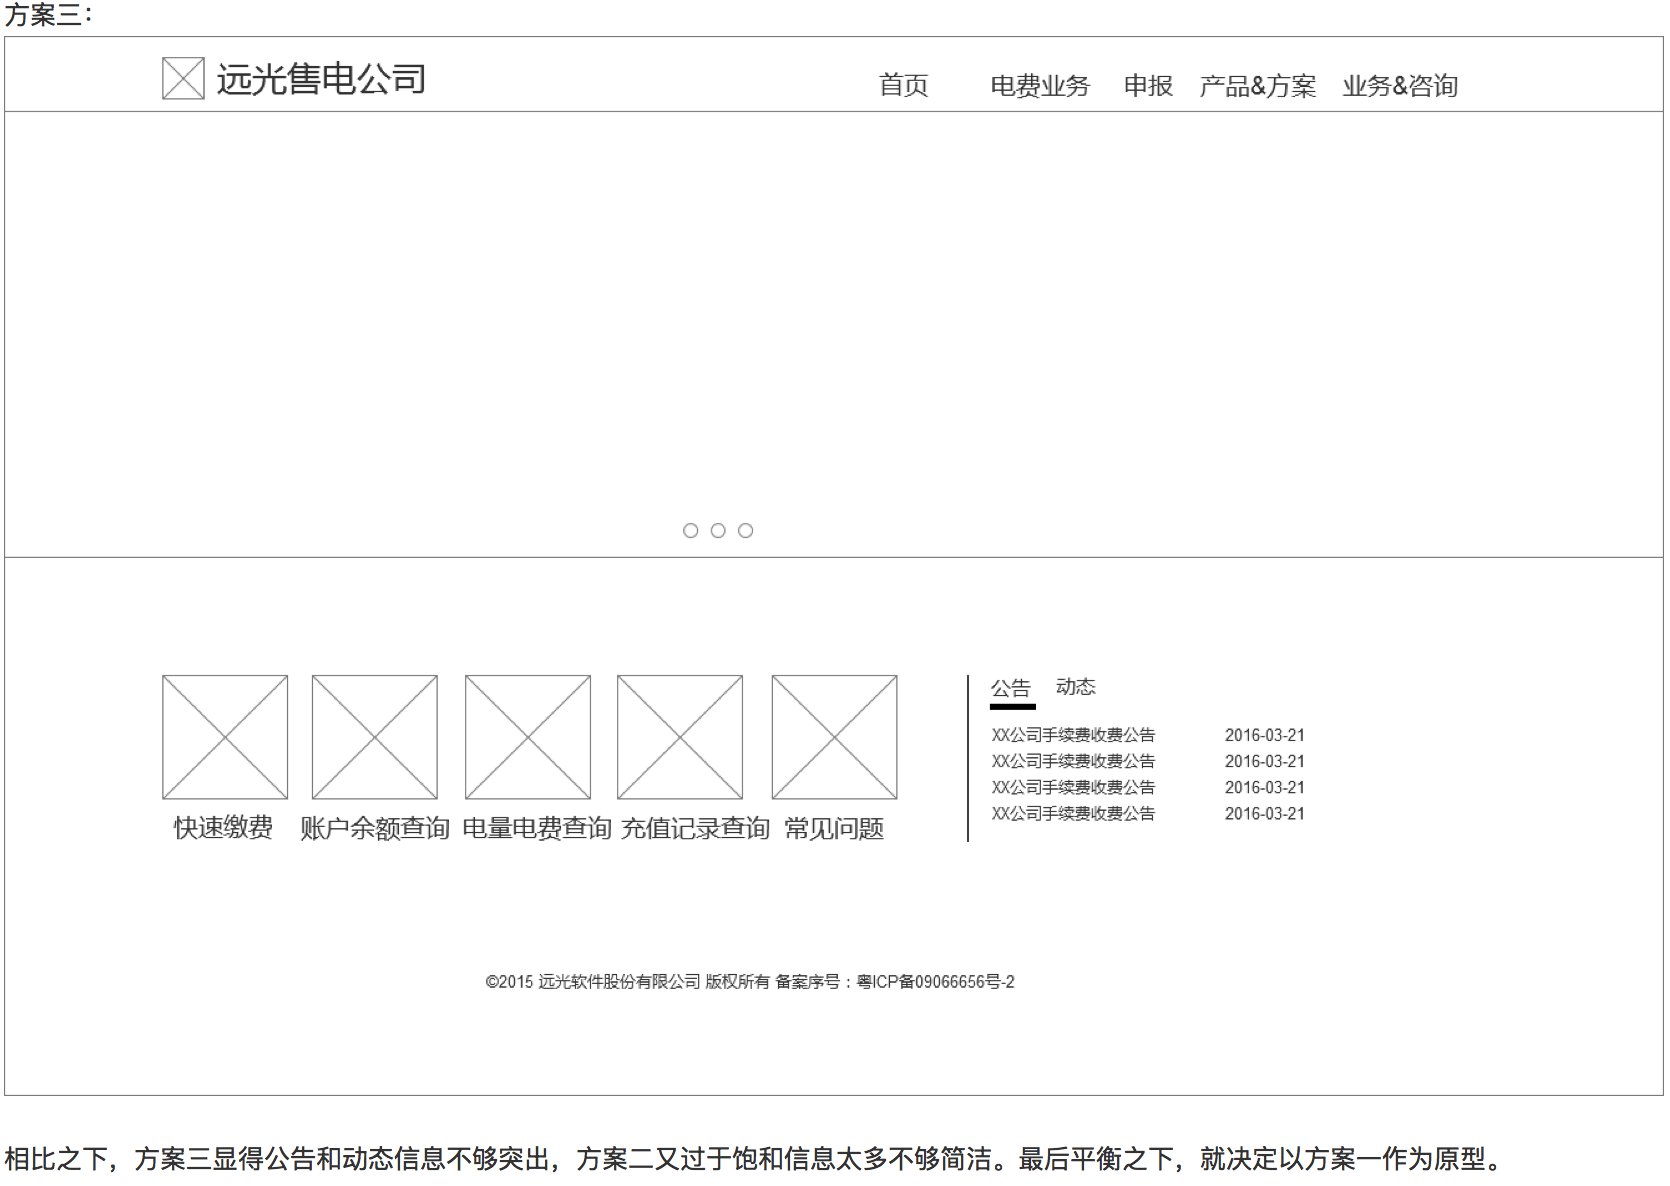 方案三：
远光售电公司
首页 电费业务 申报 产品&方案 业务&咨询
快速缴费 账户余额查询 电量电费查询 充值记录查询 常见问题
公告 动态
XX公司手续费收费公告 2016-03-21
XX公司手续费收费公告 2016-03-21
XX公司手续费收费公告 2016-03-21
XX公司手续费收费公告 2016-03-21
©2015 远光软件股份有限公司 版权所有 备案序号：粤ICP备09066656号-2
相比之下，方案三显得公告和动态信息不够突出，方案二又过于饱和信息太多不够简洁。最后平衡之下，就决定以方案一作为原型。